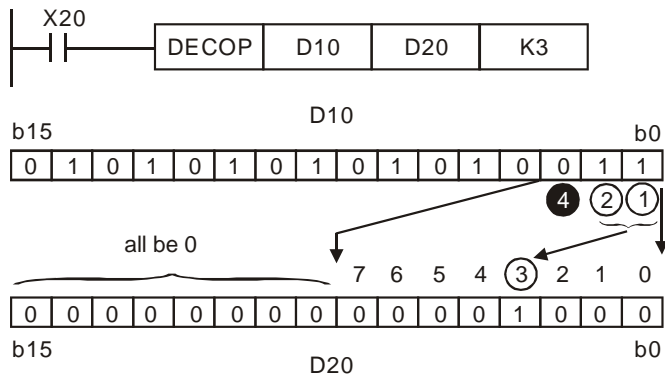 X20
DECOP D10 D20 K3
D10
b15 b0
0 1 0 1 0 1 0 1 0 1 0 1 0 0 1 1
4 2 1
all be 0
7 6 5 4 3 2 1 0
0 0 0 0 0 0 0 0 0 0 0 0 1 0 0 0
b15 b0
D20